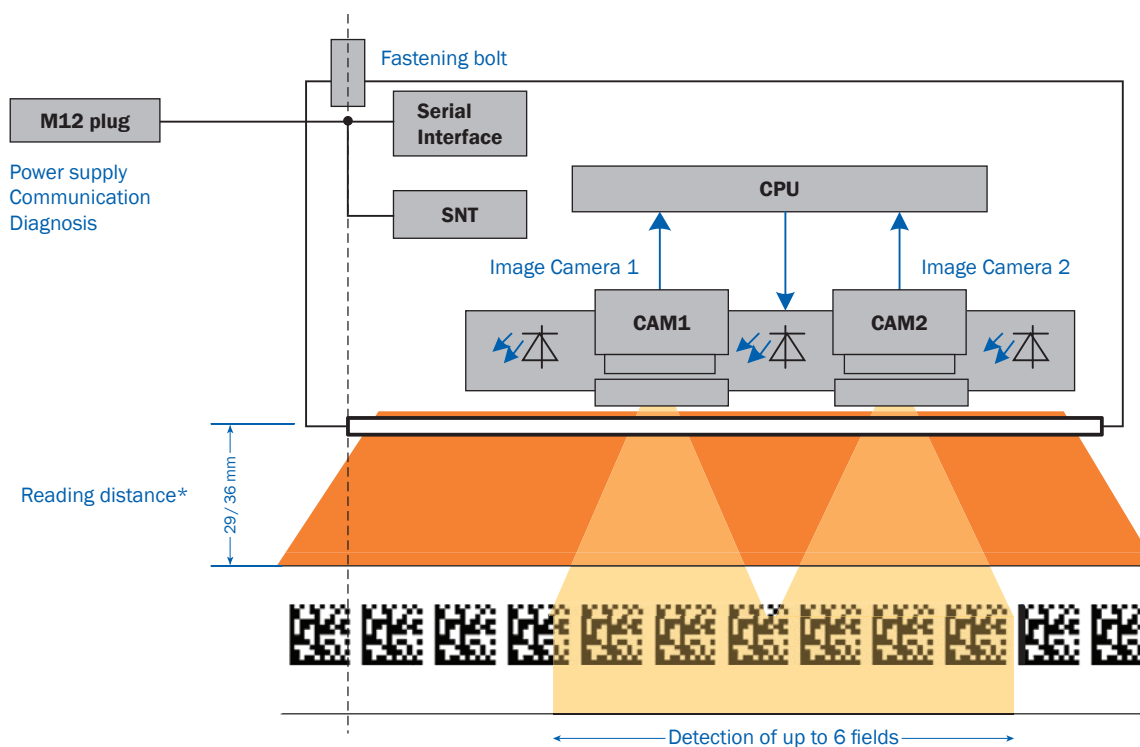 Fastening bolt
M12 plug
Serial
Interface
Power supply
Communication
Diagnosis
SNT
CPU
Image Camera 1
Image Camera 2
CAM1
CAM2
Reading distance*
29 / 36 mm
Detection of up to 6 fields